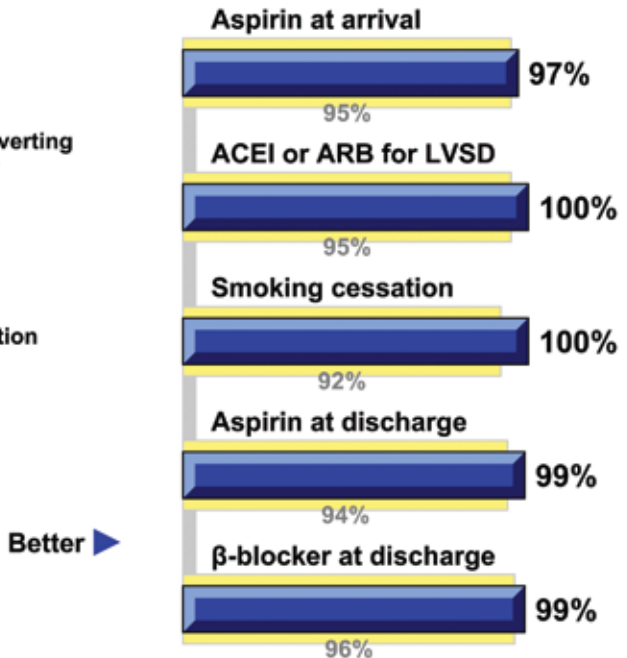 Aspirin at arrival
97%
95%
verting
ACEI or ARB for LVSD
100%
95%
Smoking cessation
100%
tion
92%
Aspirin at discharge
99%
94%
Better
β-blocker at discharge
99%
96%